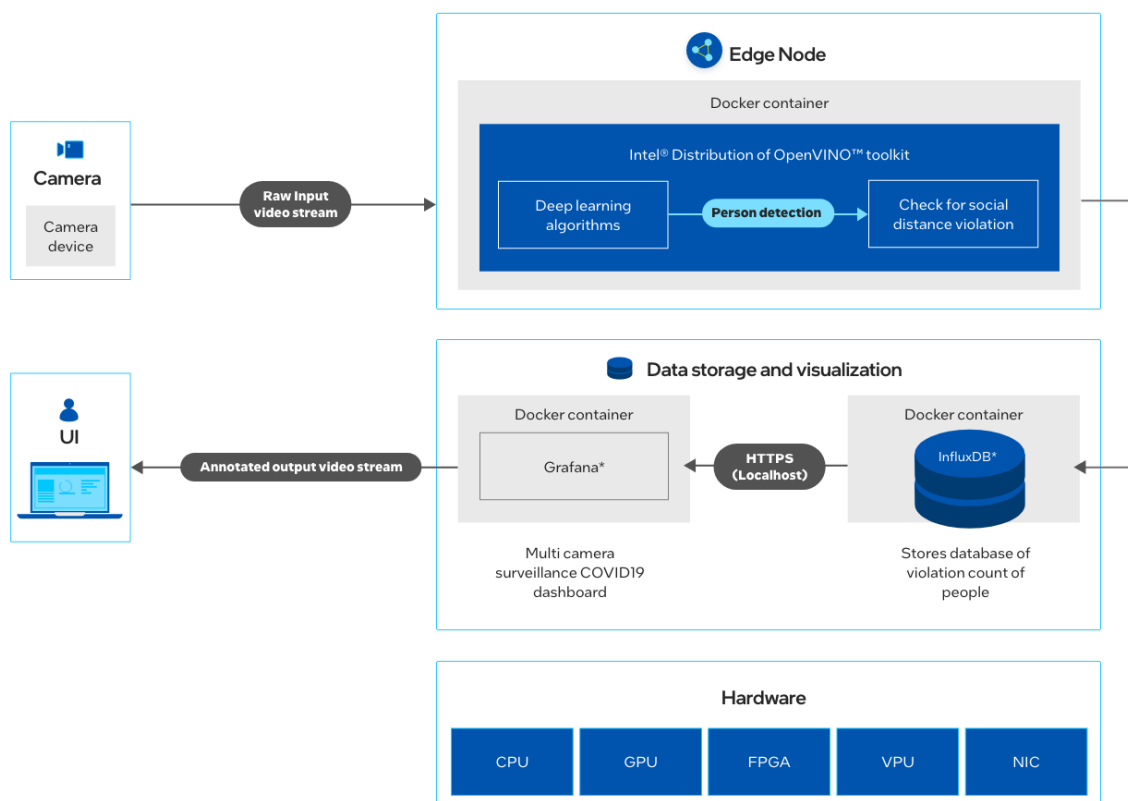 Edge Node
Docker container
Intel® Distribution of OpenVINO™ toolkit
Deep learning
algorithms
Person detection
Check for social
distance violation
Camera
Camera
device
Raw Input
video stream
Data storage and visualization
Docker container
Grafana*
Multi camera
surveillance COVID19
dashboard
HTTPS
(Localhost)
Docker container
InfluxDB*
Stores database of
violation count of
people
UI
Annotated output video stream
Hardware
CPU
GPU
FPGA
VPU
NIC